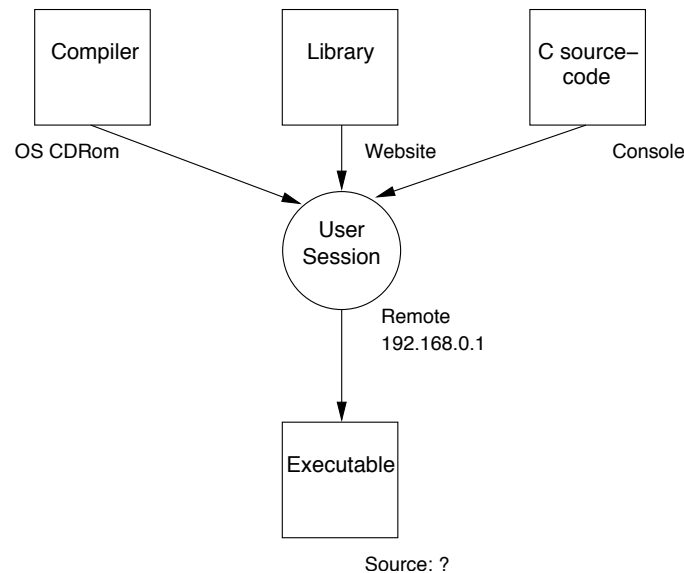 Compiler
Library
C source–
code
OS CDRom
Website
Console
User
Session
Remote
192.168.0.1
Executable
Source: ?